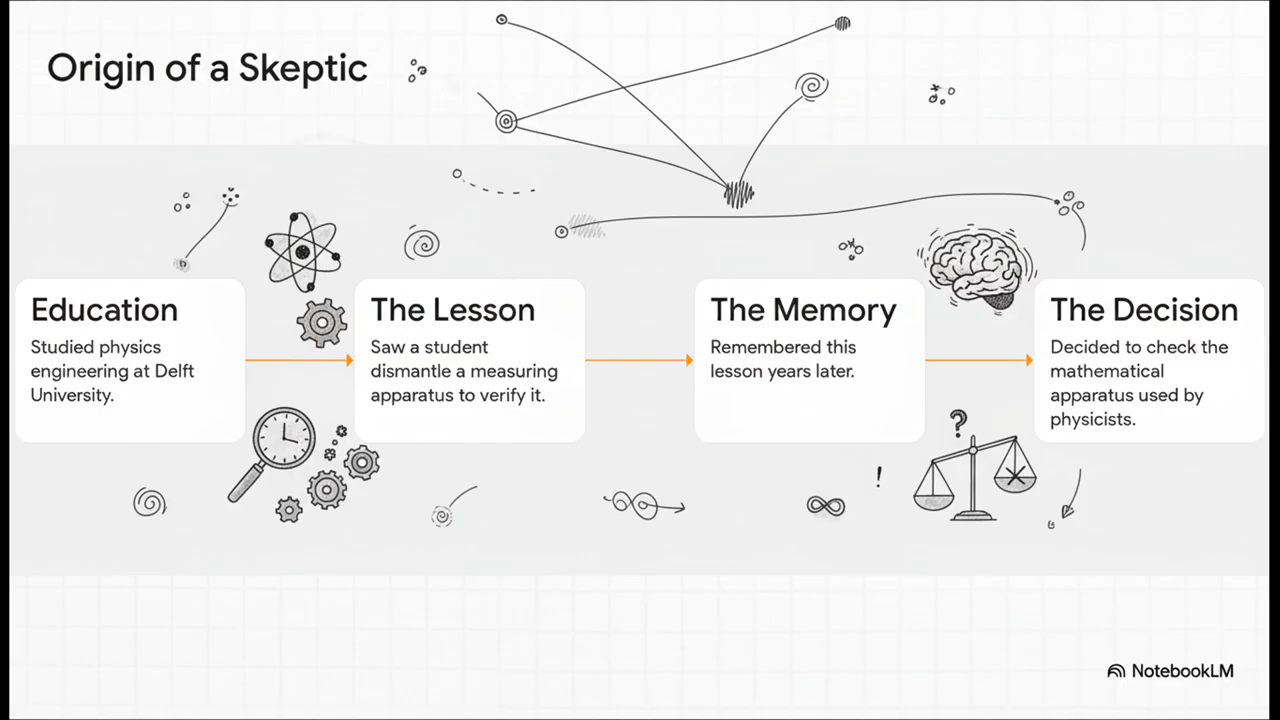 Origin of a Skeptic
Education
Studied physics
engineering at Delft
University.
The Lesson
Saw a student
dismantle a measuring
apparatus to verify it.
The Memory
Remembered this
lesson years later.
The Decision
Decided to check the
mathematical
apparatus used by
physicists.
?
!
NotebookLM